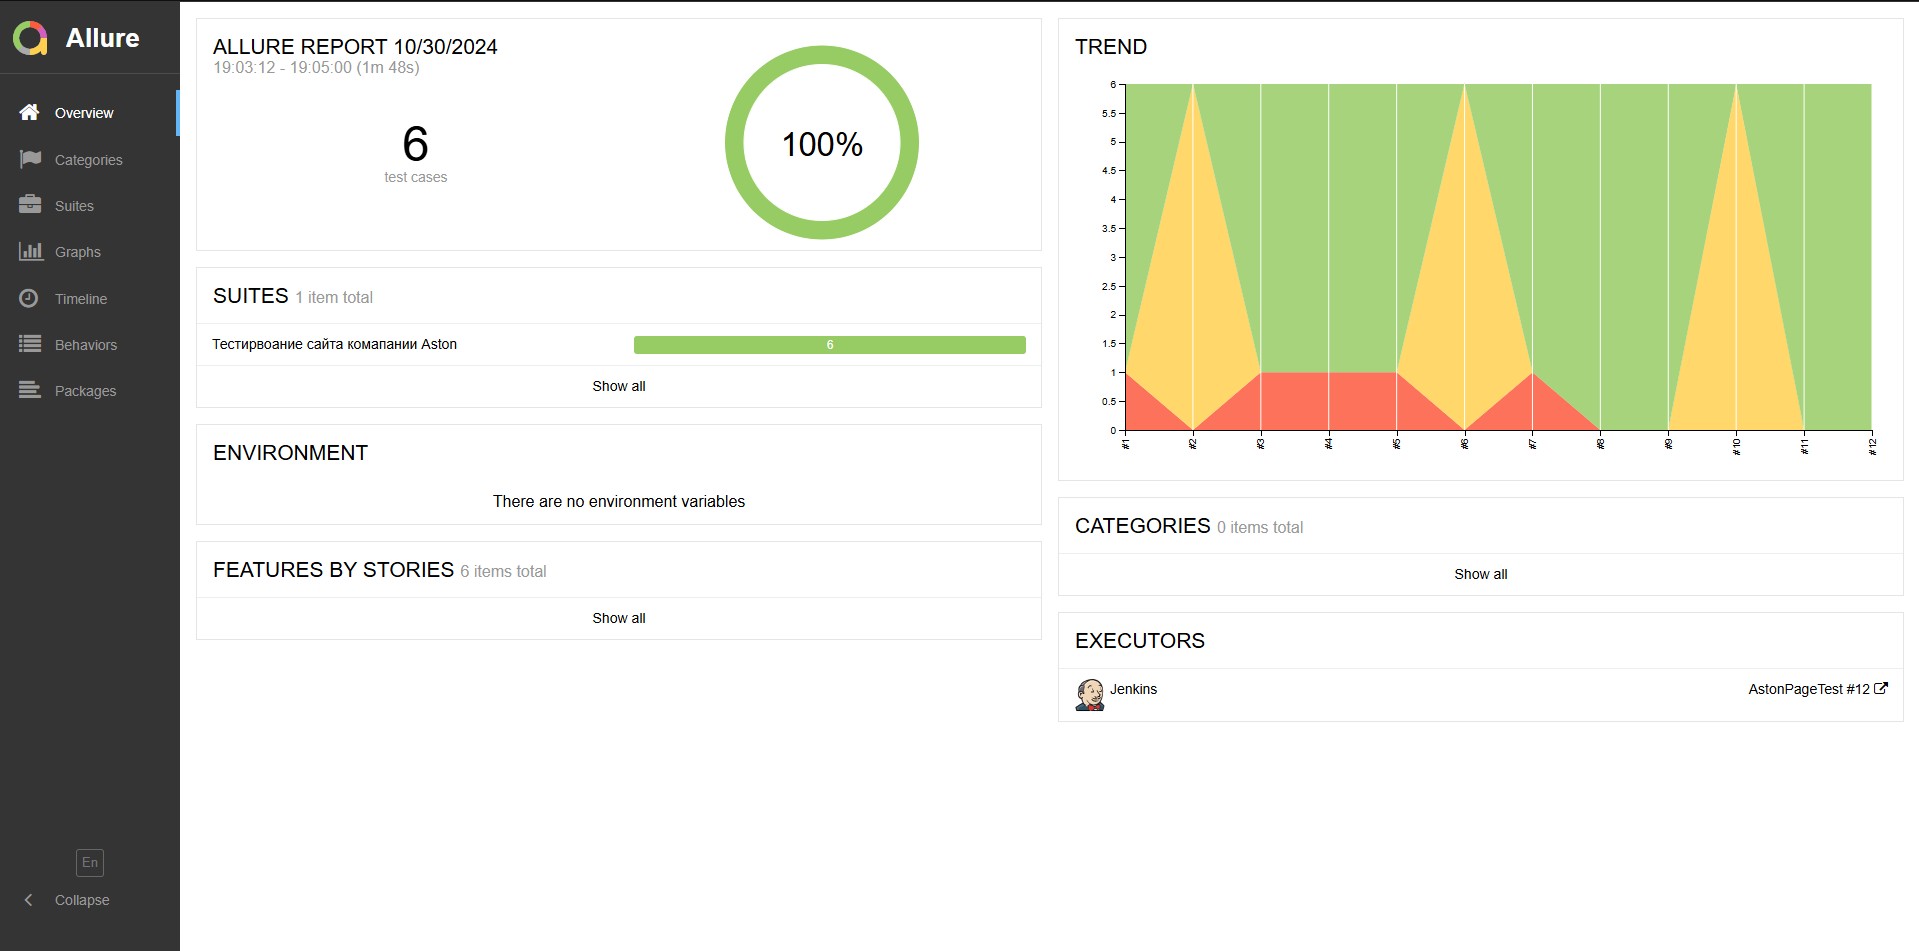 Allure
Overview
Categories
Suites
Graphs
Timeline
Behaviors
Packages
En
Collapse
ALLURE REPORT 10/30/2024
19:03:12 - 19:05:00 (1m 48s)
6
test cases
100%
SUITES 1 item total
Тестирвоание сайта комапании Aston 6
Show all
ENVIRONMENT
There are no environment variables
FEATURES BY STORIES 6 items total
Show all
TREND
6
5.5
5
4.5
4
3.5
3
2.5
2
1.5
1
0.5
0
#1 #2 #3 #4 #5 #6 #7 #8 #9 #10 #11 #12
CATEGORIES 0 items total
Show all
EXECUTORS
Jenkins AstonPageTest #12